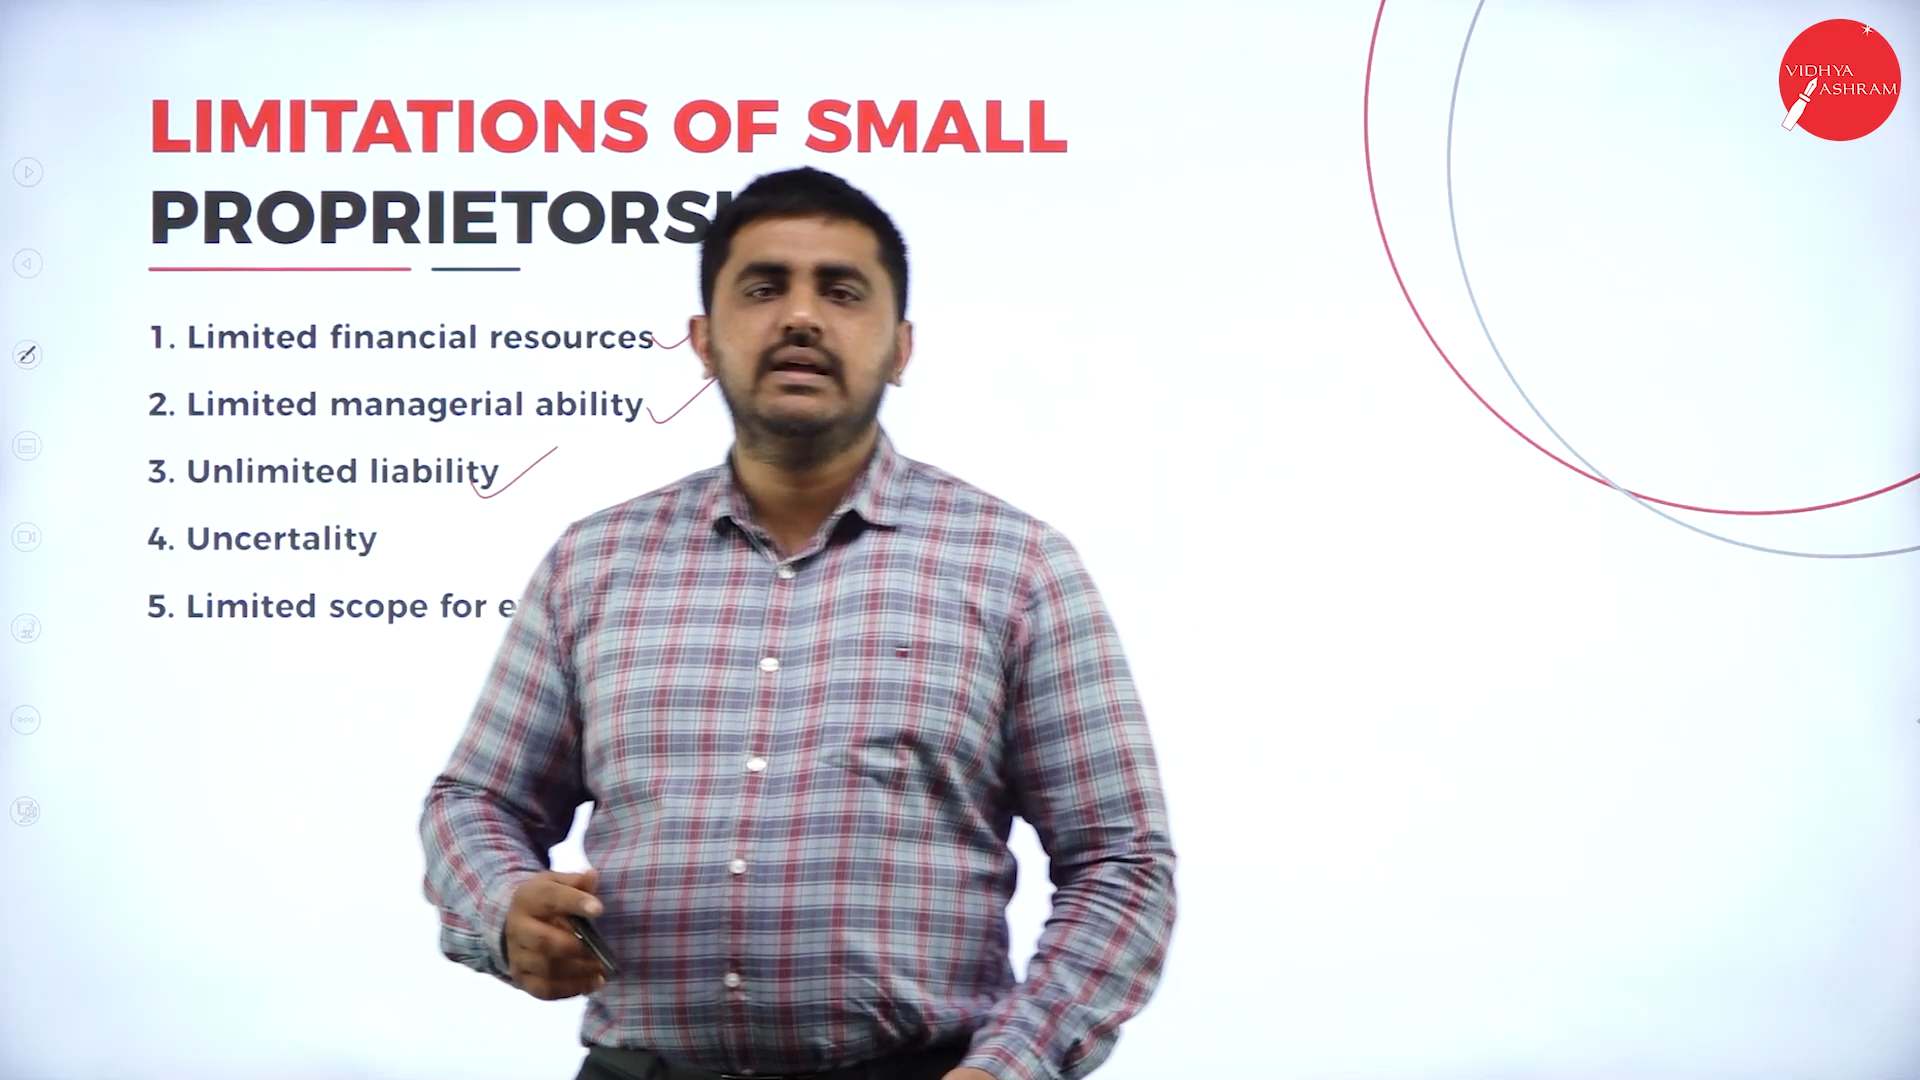 VIDHYA
ASHRAM
LIMITATIONS OF SMALL
1. Limited financial resources
2. Limited managerial ability
3. Unlimited liability
4. Uncertality
5. Limited scope for